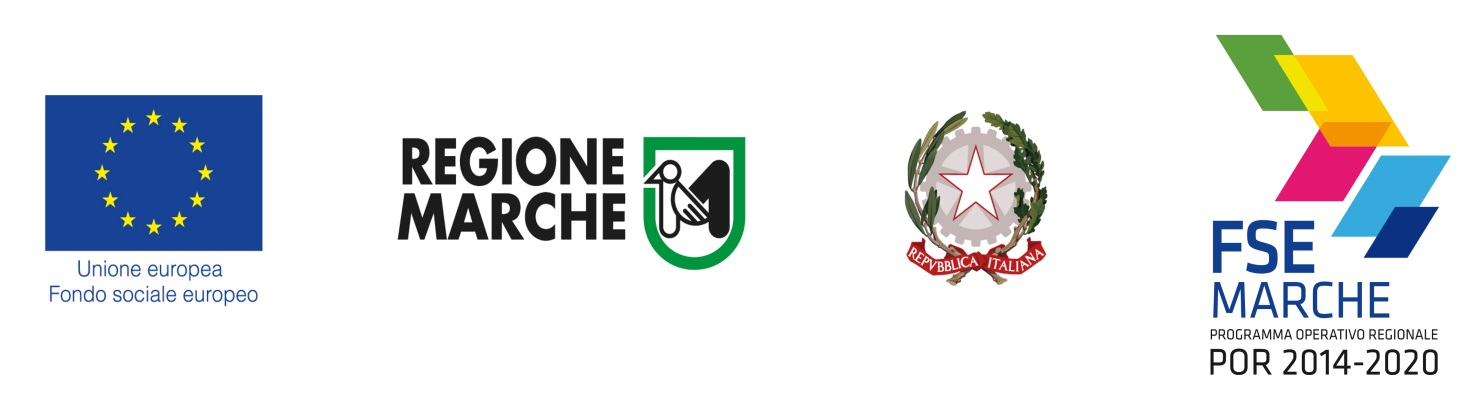 Unione europea
Fondo sociale europeo
REGIONE
MARCHE
REPVBBLICA ITALIANA
FSE
MARCHE
PROGRAMMA OPERATIVO REGIONALE
POR 2014-2020